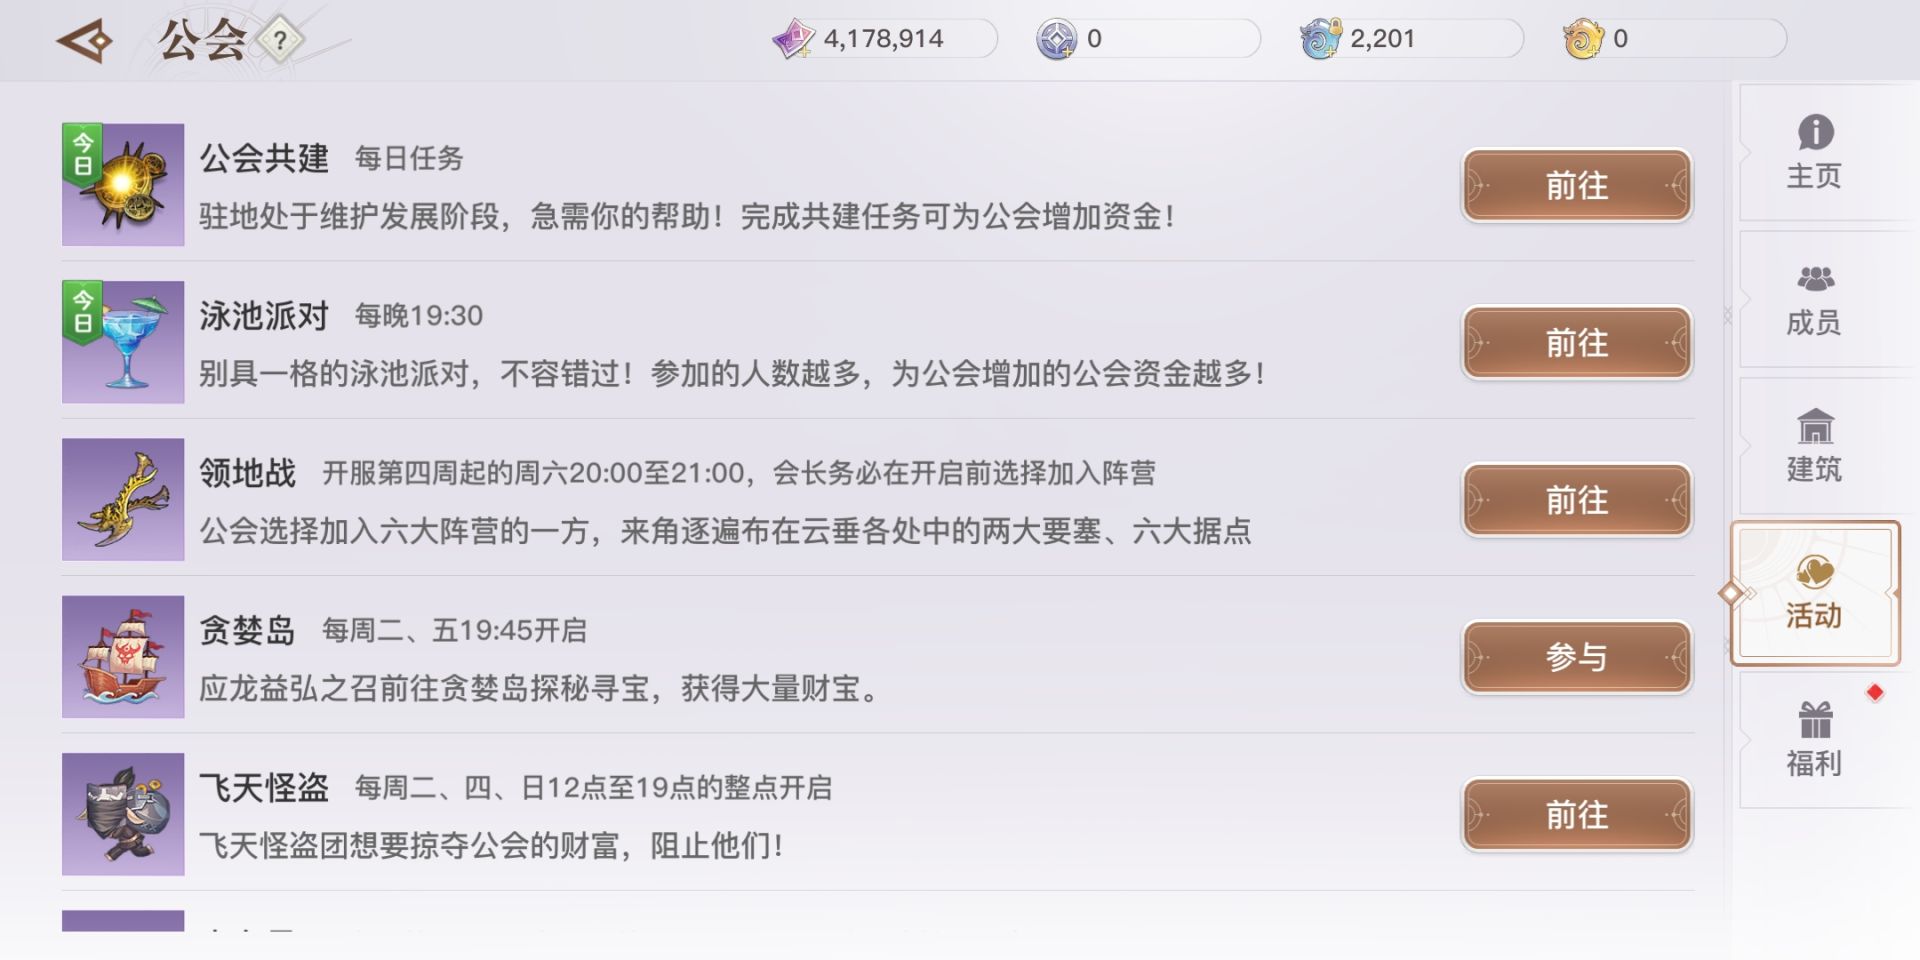 公会 ?
4,178,914
0
2,201
0
今日
公会共建 每日任务
驻地处于维护发展阶段，急需你的帮助！完成共建任务可为公会增加资金！
前往
今日
泳池派对 每晚19:30
别具一格的泳池派对，不容错过！参加的人数越多，为公会增加的公会资金越多！
前往
领地战 开服第四周起的周六20:00至21:00，会长务必在开启前选择加入阵营
公会选择加入六大阵营的一方，来角逐遍布在云垂各处中的两大要塞、六大据点
前往
贪婪岛 每周二、五19:45开启
应龙益弘之召前往贪婪岛探秘寻宝，获得大量财宝。
参与
飞天怪盗 每周二、四、日12点至19点的整点开启
飞天怪盗团想要掠夺公会的财富，阻止他们！
前往
主页
成员
建筑
活动
福利